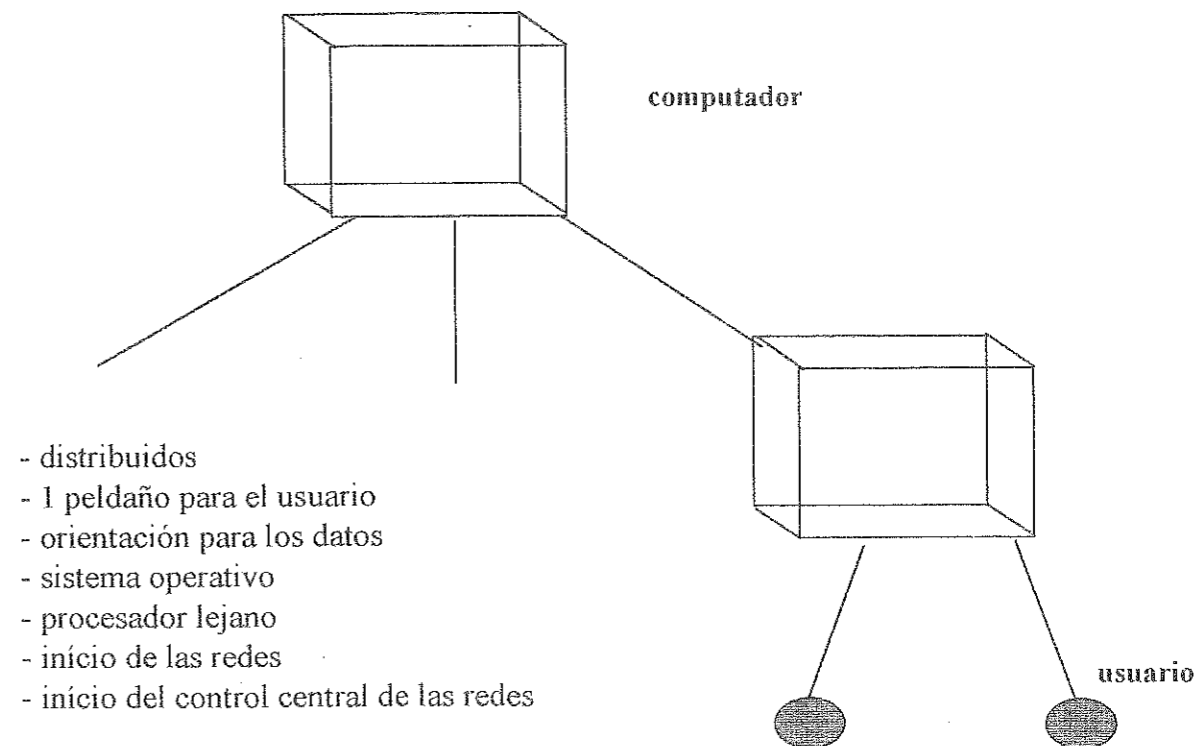 computador
- distribuidos
- 1 peldaño para el usuario
- orientación para los datos
- sistema operativo
- procesador lejano
- início de las redes
- início del control central de las redes
usuario